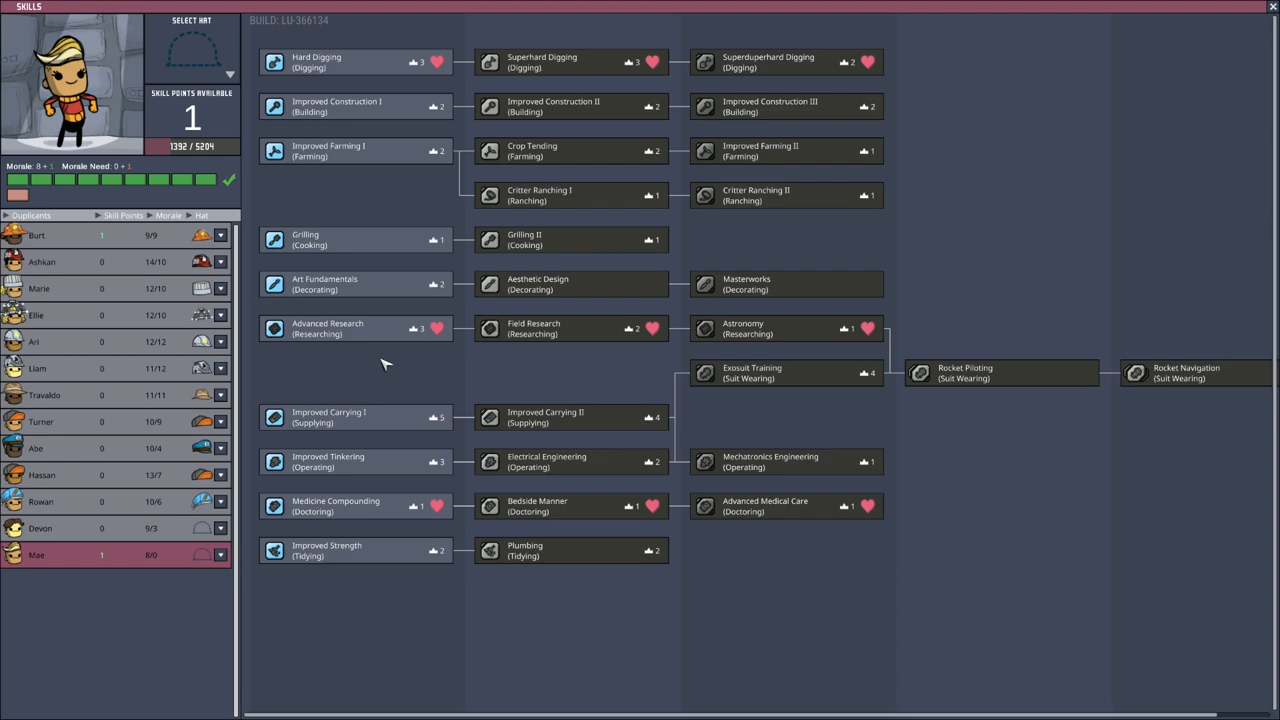 SKILLS
SELECT HAT
SKILL POINTS AVAILABLE
1
1392 / 5204
Morale: 8 + 1 Morale Need: 0 + 1
Duplicants Skill Points Morale Hat
Burt 1 9/9
Ashkan 0 14/10
Marie 0 12/10
Ellie 0 12/10
Ari 0 12/12
Liam 0 11/12
Travaldo 0 11/11
Turner 0 10/9
Abe 0 10/4
Hassan 0 13/7
Rowan 0 10/6
Devon 0 9/3
Mae 1 8/0
BUILD: LU-366134
Hard Digging
(Digging)
3
Superhard Digging
(Digging)
3
Superduperhard Digging
(Digging)
2
Improved Construction I
(Building)
2
Improved Construction II
(Building)
2
Improved Construction III
(Building)
2
Improved Farming I
(Farming)
2
Crop Tending
(Farming)
2
Improved Farming II
(Farming)
1
Critter Ranching I
(Ranching)
1
Critter Ranching II
(Ranching)
1
Grilling
(Cooking)
1
Grilling II
(Cooking)
1
Art Fundamentals
(Decorating)
2
Aesthetic Design
(Decorating)
Masterworks
(Decorating)
Advanced Research
(Researching)
3
Field Research
(Researching)
2
Astronomy
(Researching)
1
Exosuit Training
(Suit Wearing)
4
Rocket Piloting
(Suit Wearing)
Rocket Navigation
(Suit Wearing)
Improved Carrying I
(Supplying)
5
Improved Carrying II
(Supplying)
4
Improved Tinkering
(Operating)
3
Electrical Engineering
(Operating)
2
Mechatronics Engineering
(Operating)
1
Medicine Compounding
(Doctoring)
1
Bedside Manner
(Doctoring)
1
Advanced Medical Care
(Doctoring)
1
Improved Strength
(Tidying)
2
Plumbing
(Tidying)
2